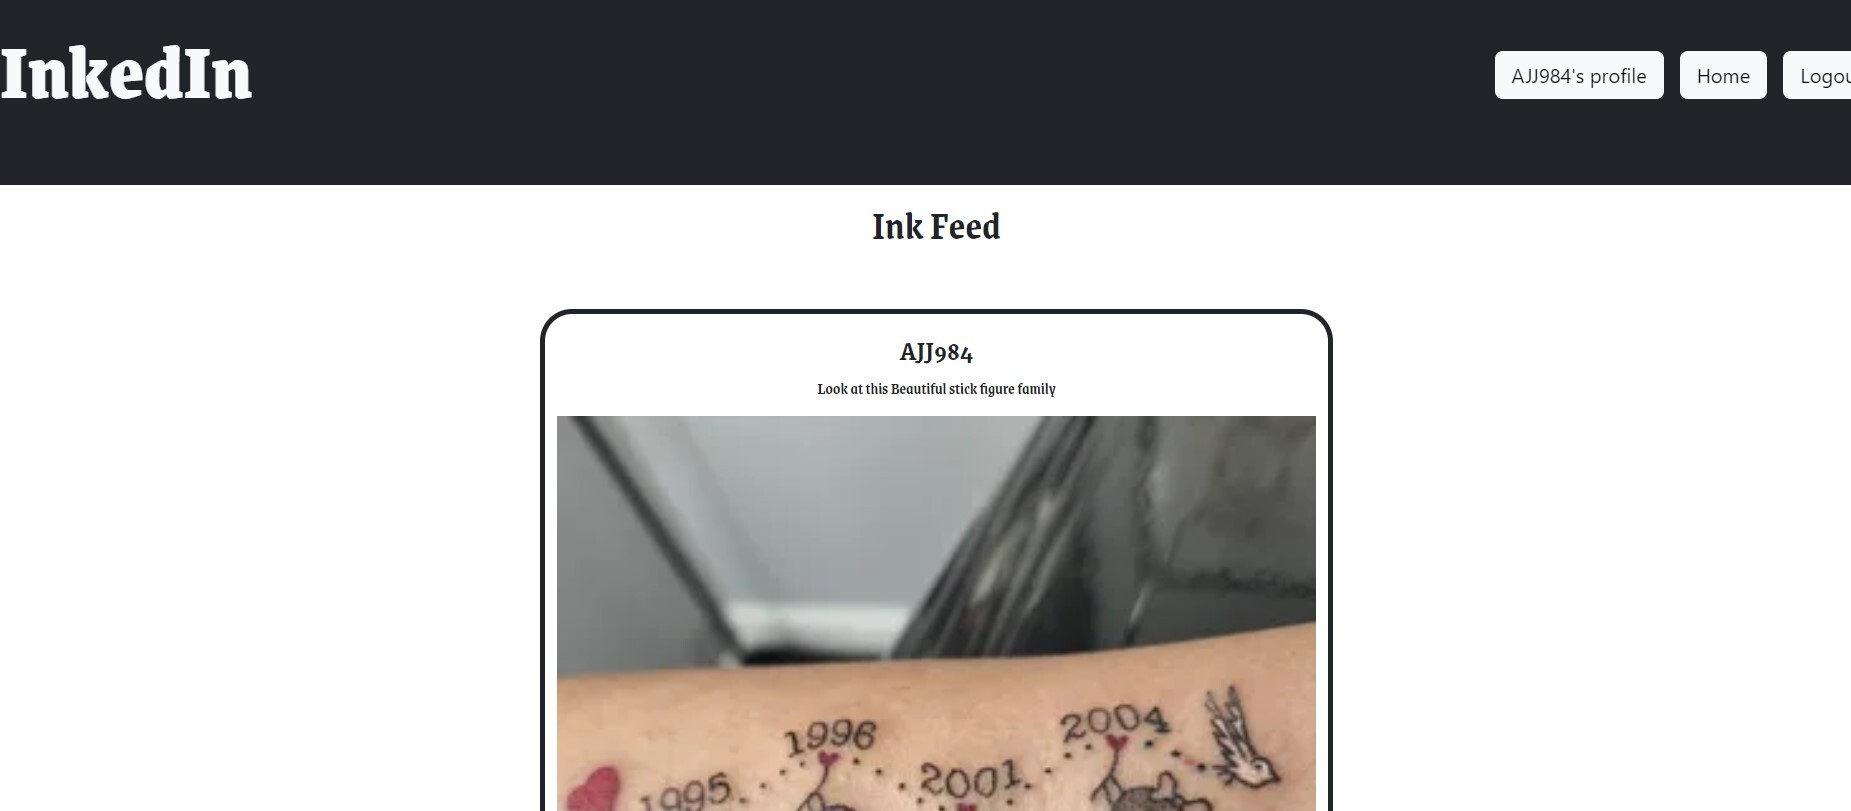 InkedIn
AJJ984's profile
Home
Logou
Ink Feed
AJJ984
Look at this Beautiful stick figure family
1995
1996
2001
2004